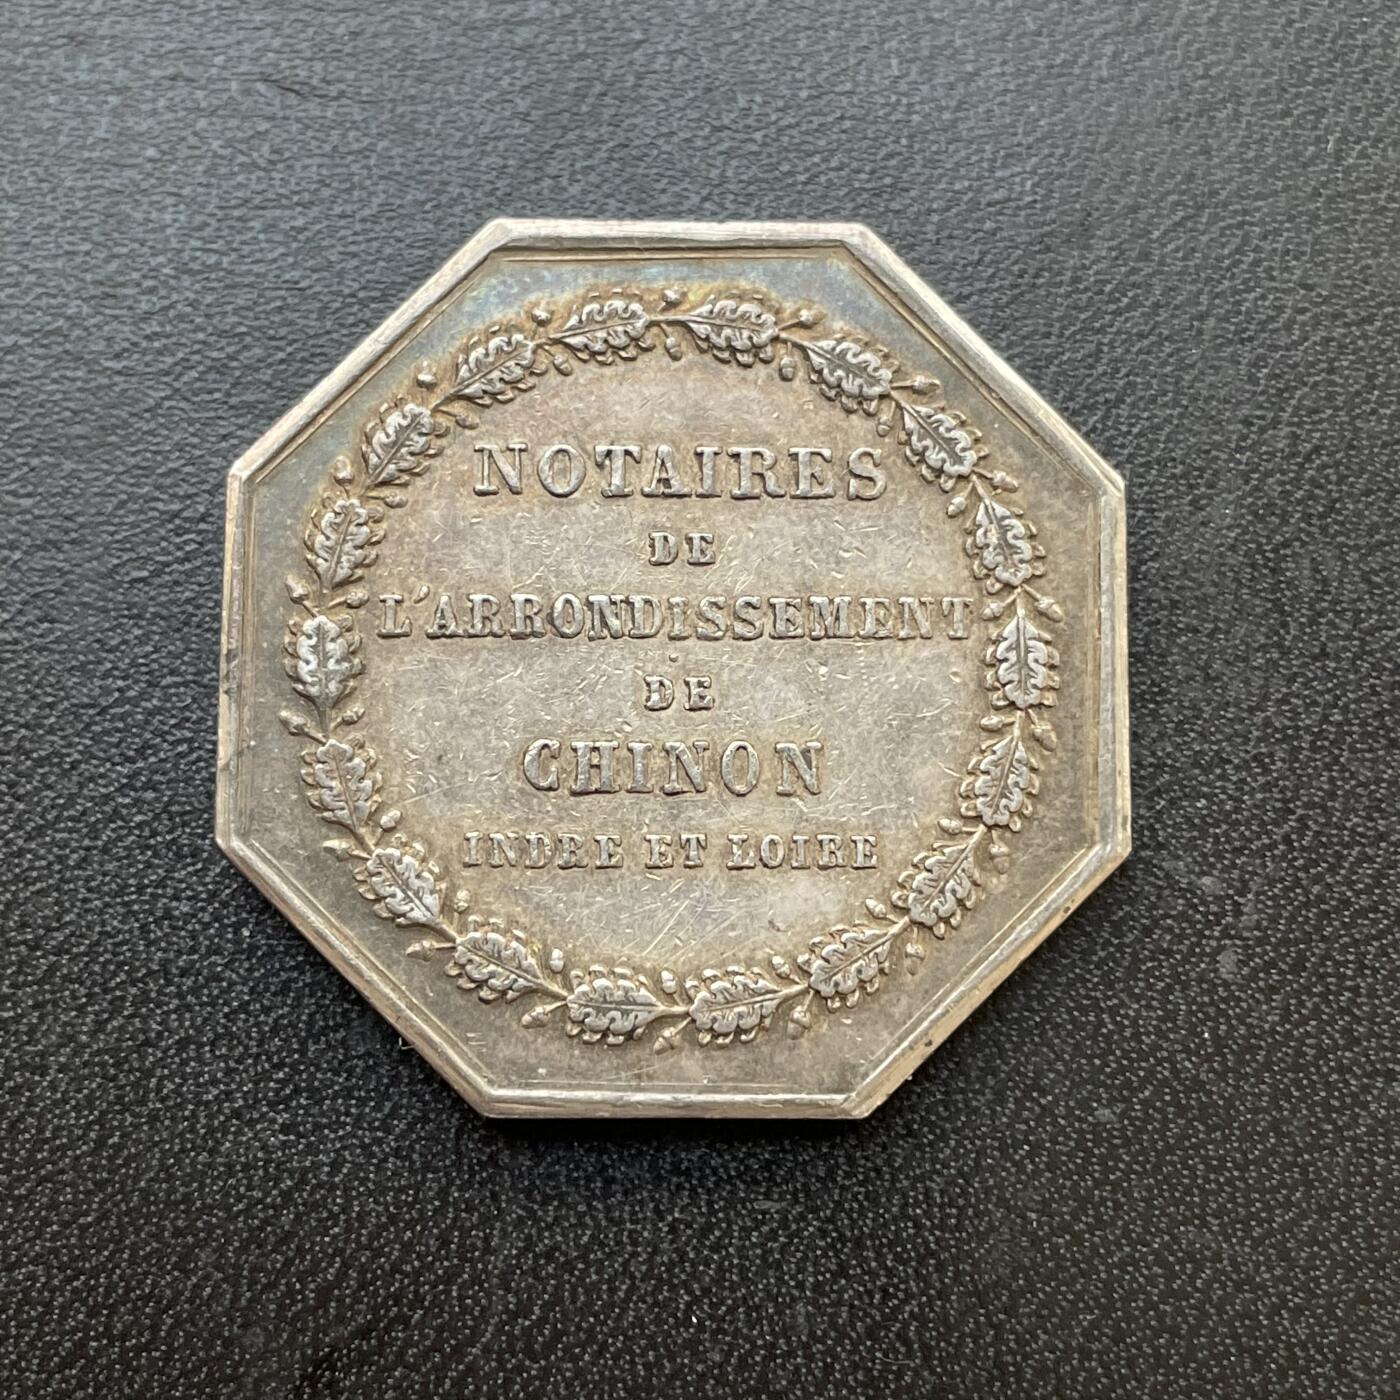 NOTAIRES
DE
L'ARRONDISSEMENT
DE
CHINON
INDRE ET LOIRE